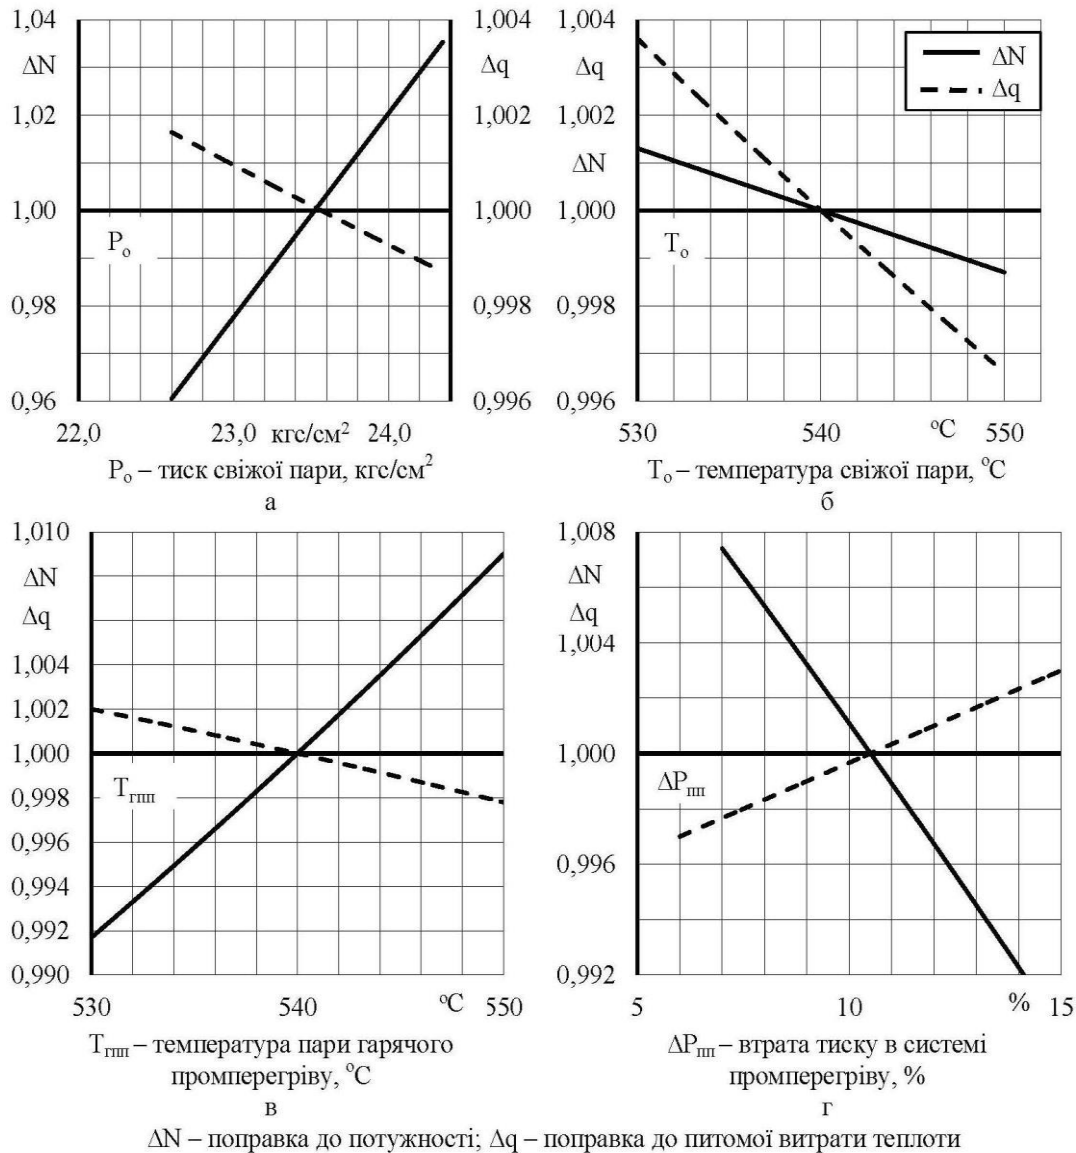 1,04
ΔN
1,02
1,00
0,98
0,96
1,004
Δq
1,002
1,000
0,998
0,996
Pо
22,0 23,0 кгс/см² 24,0
Pо – тиск свіжої пари, кгс/см²
а
1,004
Δq
1,002
ΔN
1,000
0,998
0,996
ΔN
Δq
Tо
530 540 °С 550
Tо – температура свіжої пари, °С
б
1,010
ΔN
Δq
1,004
1,002
1,000
0,998
0,996
0,994
0,992
0,990
Tгпп
530 540 °С 550
Tгпп – температура пари гарячого
промперегріву, °С
в
1,008
ΔN
Δq
1,004
1,000
0,996
0,992
ΔPпп
5 10 % 15
ΔPпп – втрата тиску в системі
промперегріву, %
г
ΔN – поправка до потужності; Δq – поправка до питомої витрати теплоти